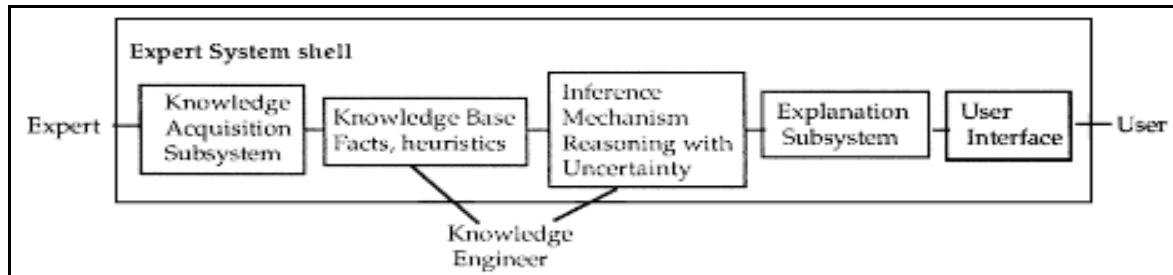 Expert System shell
Expert
Knowledge
Acquisition
Subsystem
Knowledge Base
Facts, heuristics
Inference
Mechanism
Reasoning with
Uncertainty
Explanation
Subsystem
User
Interface
User
Knowledge
Engineer